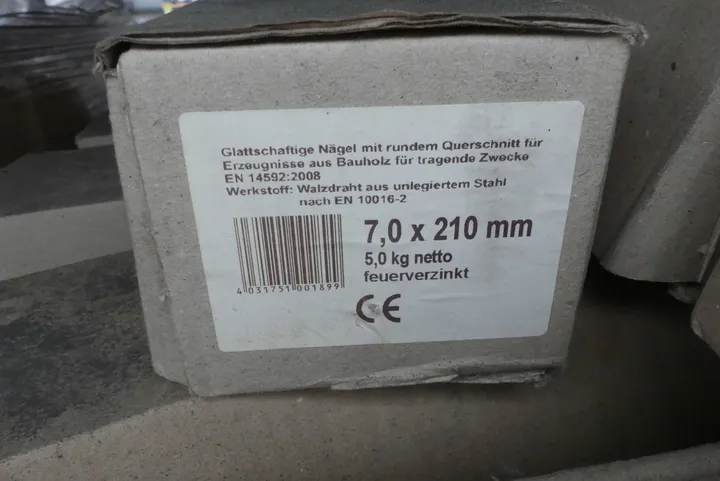 Glattschaftige Nägel mit rundem Querschnitt für
Erzeugnisse aus Bauholz für tragende Zwecke
EN 14592:2008
Werkstoff: Walzdraht aus unlegiertem Stahl
nach EN 10016-2
7,0 x 210 mm
5,0 kg netto
feuerverzinkt
4 031751 001899
CE